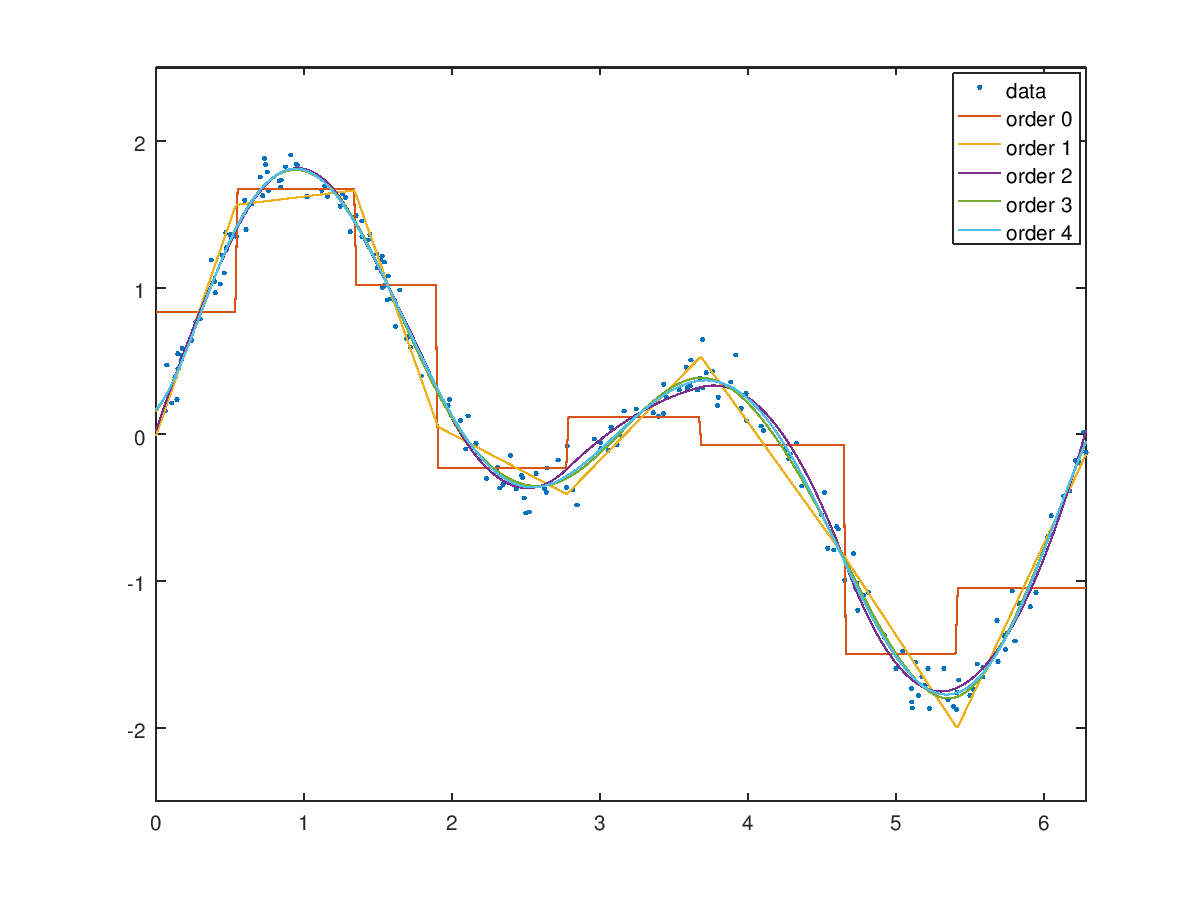 data
order 0
order 1
order 2
order 3
order 4
2
1
0
-1
-2
0 1 2 3 4 5 6